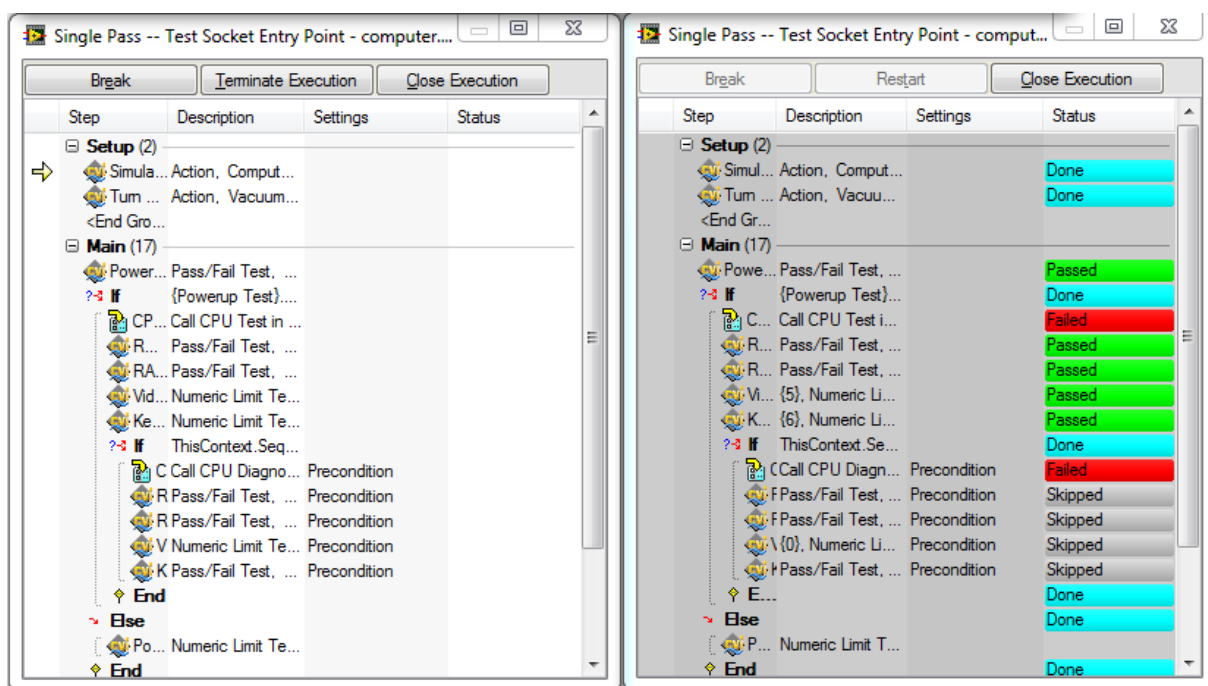 Single Pass -- Test Socket Entry Point - computer....
Break Terminate Execution Close Execution
Step Description Settings Status
Setup (2)
Simula... Action, Comput...
Turn ... Action, Vacuum...
<End Gro...
Main (17)
Power... Pass/Fail Test, ...
If {Powerup Test}....
CP... Call CPU Test in ...
R... Pass/Fail Test, ...
RA... Pass/Fail Test, ...
Vid... Numeric Limit Te...
Ke... Numeric Limit Te...
If ThisContext.Seq...
C Call CPU Diagno... Precondition
R Pass/Fail Test, ... Precondition
R Pass/Fail Test, ... Precondition
V Numeric Limit Te... Precondition
K Pass/Fail Test, ... Precondition
End
Else
Po... Numeric Limit Te...
End
Single Pass -- Test Socket Entry Point - comput...
Break Restart Close Execution
Step Description Settings Status
Setup (2)
Simul... Action, Comput... Done
Turn ... Action, Vacuu... Done
<End Gr...
Main (17)
Powe... Pass/Fail Test, ... Passed
If {Powerup Test}... Done
C... Call CPU Test i... Failed
R... Pass/Fail Test, ... Passed
R... Pass/Fail Test, ... Passed
Vi... {5}, Numeric Li... Passed
K... {6}, Numeric Li... Passed
If ThisContext.Se... Done
Call CPU Diagn... Precondition Failed
Pass/Fail Test, ... Precondition Skipped
Pass/Fail Test, ... Precondition Skipped
{0}, Numeric Li... Precondition Skipped
Pass/Fail Test, ... Precondition Skipped
E... Done
Else Done
P... Numeric Limit T...
End Done